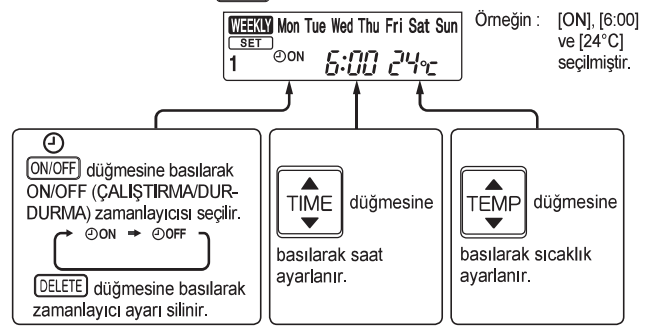 WEEKLY Mon Tue Wed Thu Fri Sat Sun
SET
1 ON 6:00 24°C
Örneğin : [ON], [6:00]
ve [24°C]
seçilmiştir.
ON/OFF düğmesine basılarak
ON/OFF (ÇALIŞTIRMA/DUR-
DURMA) zamanlayıcısı seçilir.
ON ➡ OFF
DELETE düğmesine basılarak
zamanlayıcı ayarı silinir.
▲
TIME düğmesine
▼
basılarak saat
ayarlanır.
▲
TEMP düğmesine
▼
basılarak sıcaklık
ayarlanır.